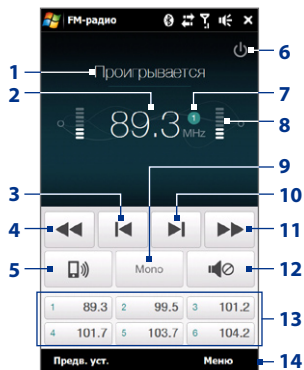 FM-радио
6
1 Проигрывается
2 7
89.3 1 MHz 8
9
3 10
4 11
5 Mono 12
1 89.3 2 99.5 3 101.2
13
4 101.7 5 103.7 6 104.2
Предв. уст. Меню 14